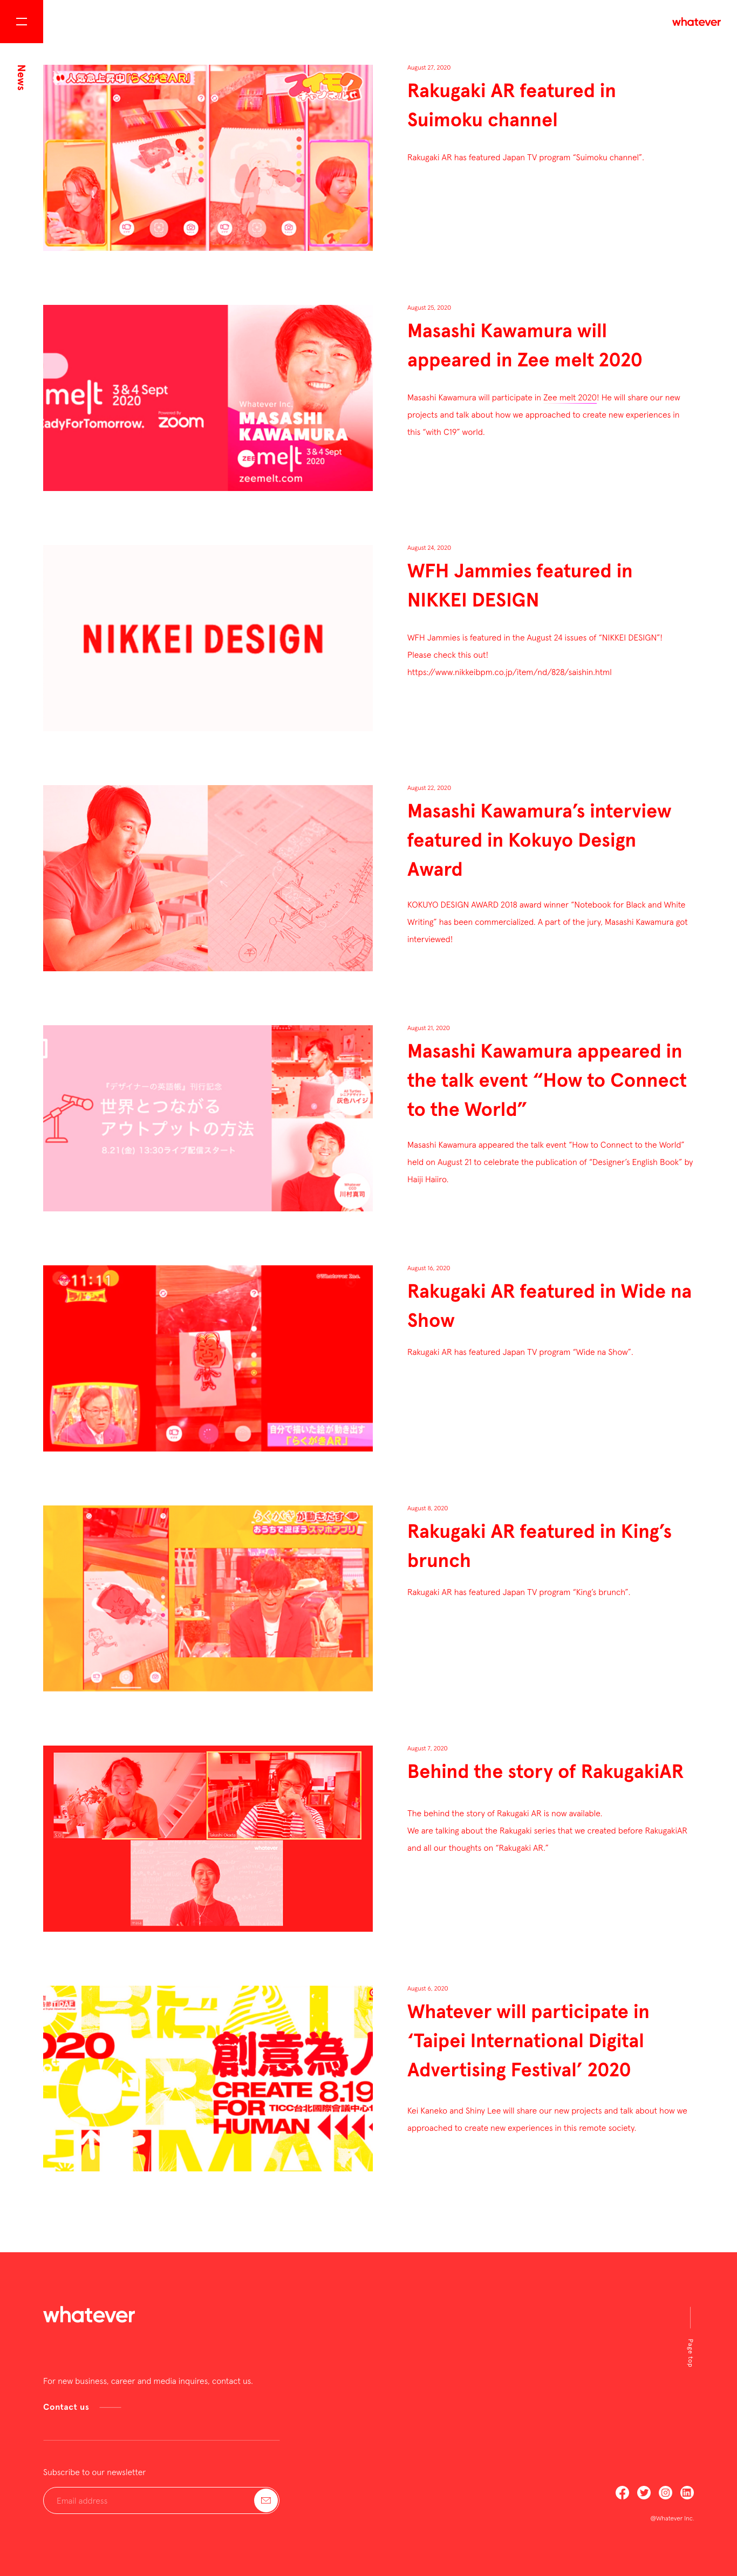 whatever
News
人気急上昇中「らくがきAR」
August 27, 2020
Rakugaki AR featured in
Suimoku channel
Rakugaki AR has featured Japan TV program “Suimoku channel”.
melt 3 & 4 Sept
2020
eadyForTomorrow.
Powered by
zoom
Whatever Inc.
MASASHI
KAWAMURA
ZEE melt 3 & 4 Sept
2020
zeemelt.com
August 25, 2020
Masashi Kawamura will
appeared in Zee melt 2020
Masashi Kawamura will participate in Zee melt 2020! He will share our new
projects and talk about how we approached to create new experiences in
this “with C19” world.
NIKKEI DESIGN
August 24, 2020
WFH Jammies featured in
NIKKEI DESIGN
WFH Jammies is featured in the August 24 issues of “NIKKEI DESIGN”!
Please check this out!
https://www.nikkeibpm.co.jp/item/nd/828/saishin.html
August 22, 2020
Masashi Kawamura’s interview
featured in Kokuyo Design
Award
KOKUYO DESIGN AWARD 2018 award winner “Notebook for Black and White
Writing” has been commercialized. A part of the jury, Masashi Kawamura got
interviewed!
『デザイナーの英語帳』刊行記念
世界とつながる
アウトプットの方法
8.21(金) 13:30ライブ配信スタート
灰色ハイジ
川村真司
August 21, 2020
Masashi Kawamura appeared in
the talk event “How to Connect
to the World”
Masashi Kawamura appeared the talk event “How to Connect to the World”
held on August 21 to celebrate the publication of “Designer’s English Book” by
Haiji Haiiro.
11:11
©Whatever Inc.
自分で描いた絵が動き出す
「らくがきAR」
August 16, 2020
Rakugaki AR featured in Wide na
Show
Rakugaki AR has featured Japan TV program “Wide na Show”.
らくがきが動きだす
おうちで遊ぼう スマホアプリ
August 8, 2020
Rakugaki AR featured in King’s
brunch
Rakugaki AR has featured Japan TV program “King’s brunch”.
whatever
August 7, 2020
Behind the story of RakugakiAR
The behind the story of Rakugaki AR is now available.
We are talking about the Rakugaki series that we created before RakugakiAR
and all our thoughts on “Rakugaki AR.”
創意為人
CREATE 8.19
FOR TICC台北國際會議中心
HUMAN
August 6, 2020
Whatever will participate in
‘Taipei International Digital
Advertising Festival’ 2020
Kei Kaneko and Shiny Lee will share our new projects and talk about how we
approached to create new experiences in this remote society.
whatever
Page top
For new business, career and media inquires, contact us.
Contact us
Subscribe to our newsletter
Email address
@Whatever Inc.